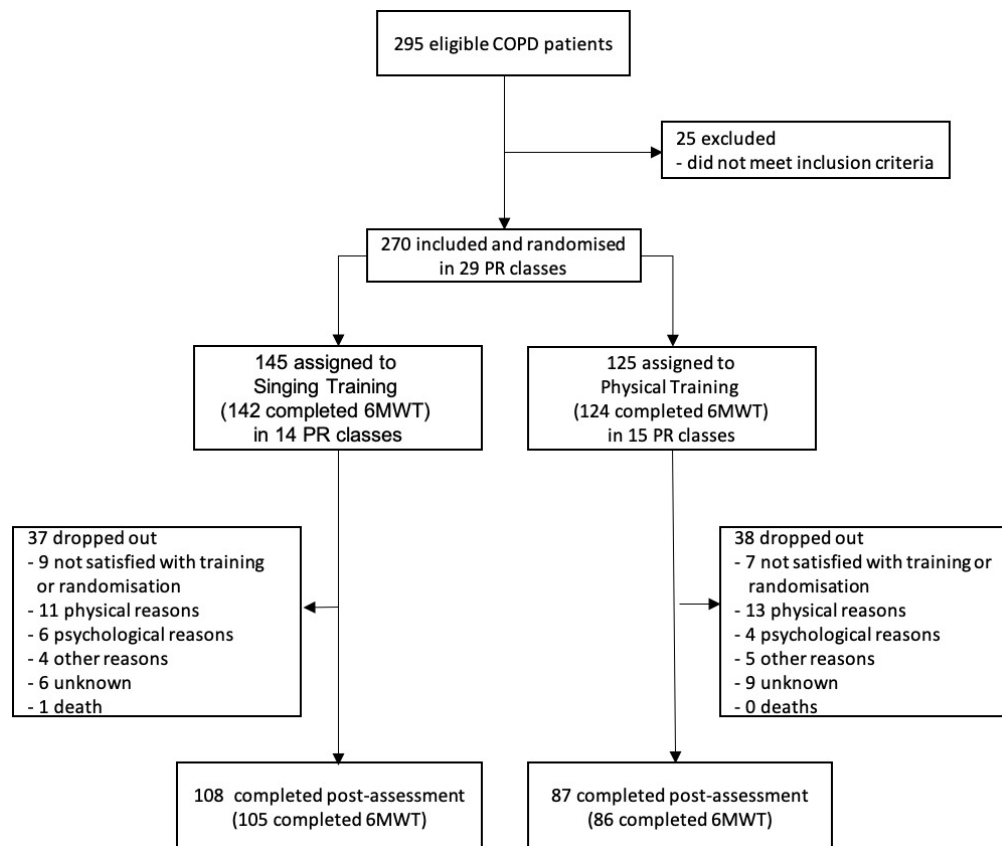 295 eligible COPD patients
25 excluded
- did not meet inclusion criteria
270 included and randomised
in 29 PR classes
145 assigned to
Singing Training
(142 completed 6MWT)
in 14 PR classes
125 assigned to
Physical Training
(124 completed 6MWT)
in 15 PR classes
37 dropped out
- 9 not satisfied with training
or randomisation
- 11 physical reasons
- 6 psychological reasons
- 4 other reasons
- 6 unknown
- 1 death
38 dropped out
- 7 not satisfied with training or
randomisation
- 13 physical reasons
- 4 psychological reasons
- 5 other reasons
- 9 unknown
- 0 deaths
108 completed post-assessment
(105 completed 6MWT)
87 completed post-assessment
(86 completed 6MWT)